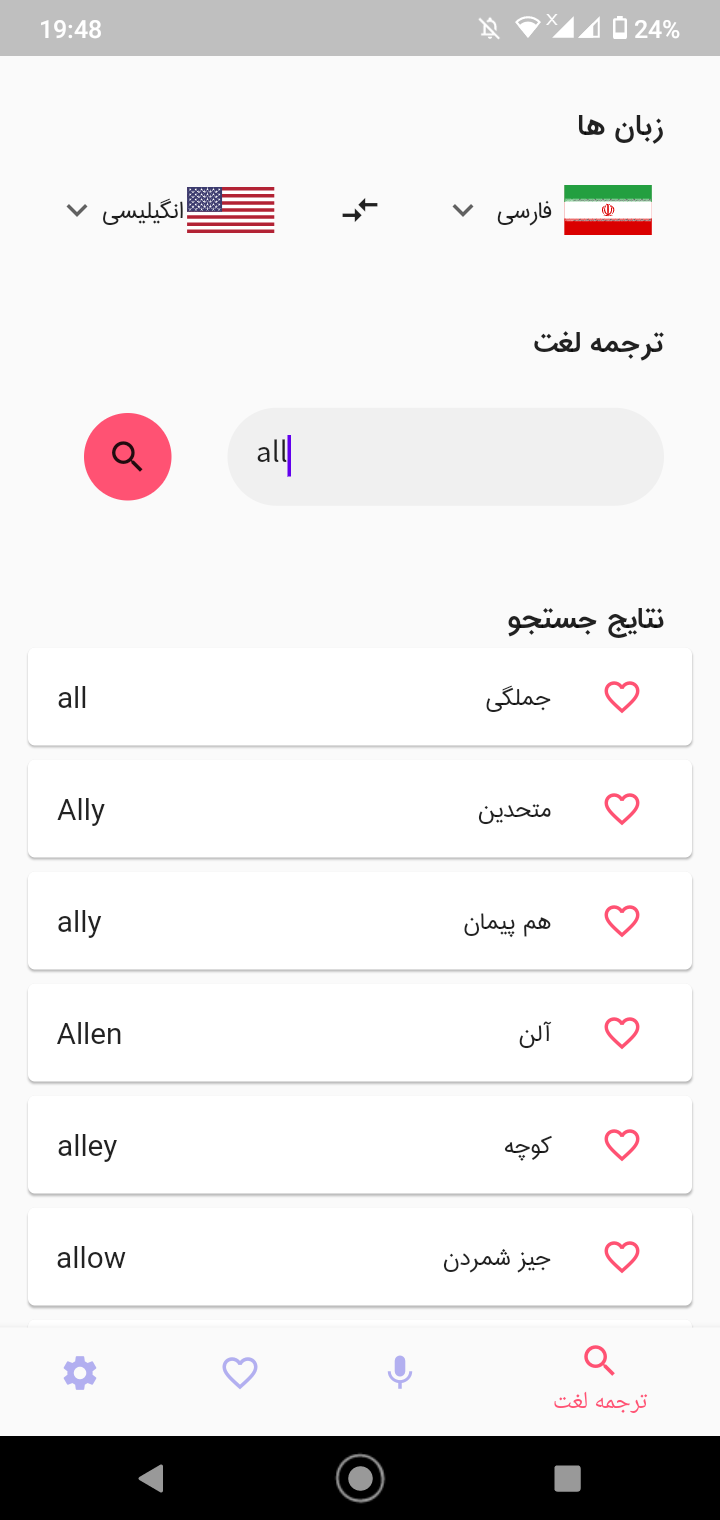 19:48
24%
زبان ها
فارسی
انگیلیسی
ترجمه لغت
all
نتایج جستجو
جملگی
all
متحدین
Ally
هم پیمان
ally
آلن
Allen
کوچه
alley
جیز شمردن
allow
ترجمه لغت